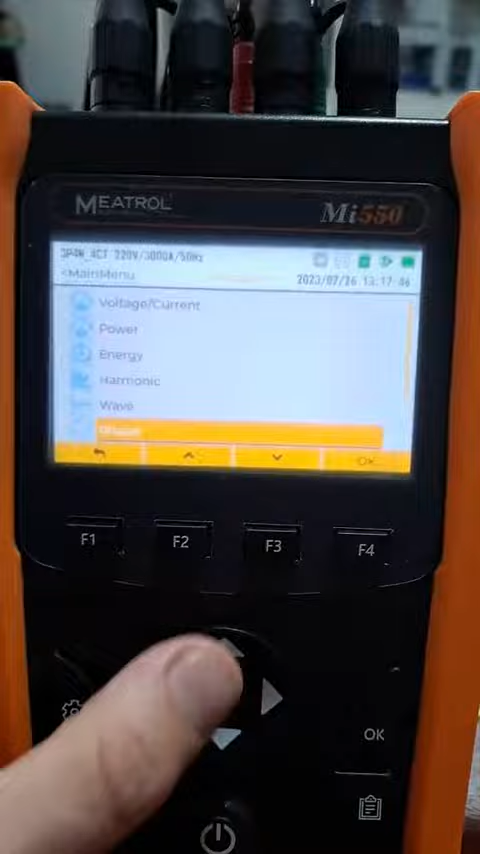 MEATROL
Mi550
3P4W_4CT 220V/3000A/50Hz
<MainMenu
2023/07/26 13:17:46
Voltage/Current
Power
Energy
Harmonic
Wave
OK
F1
F2
F3
F4
OK